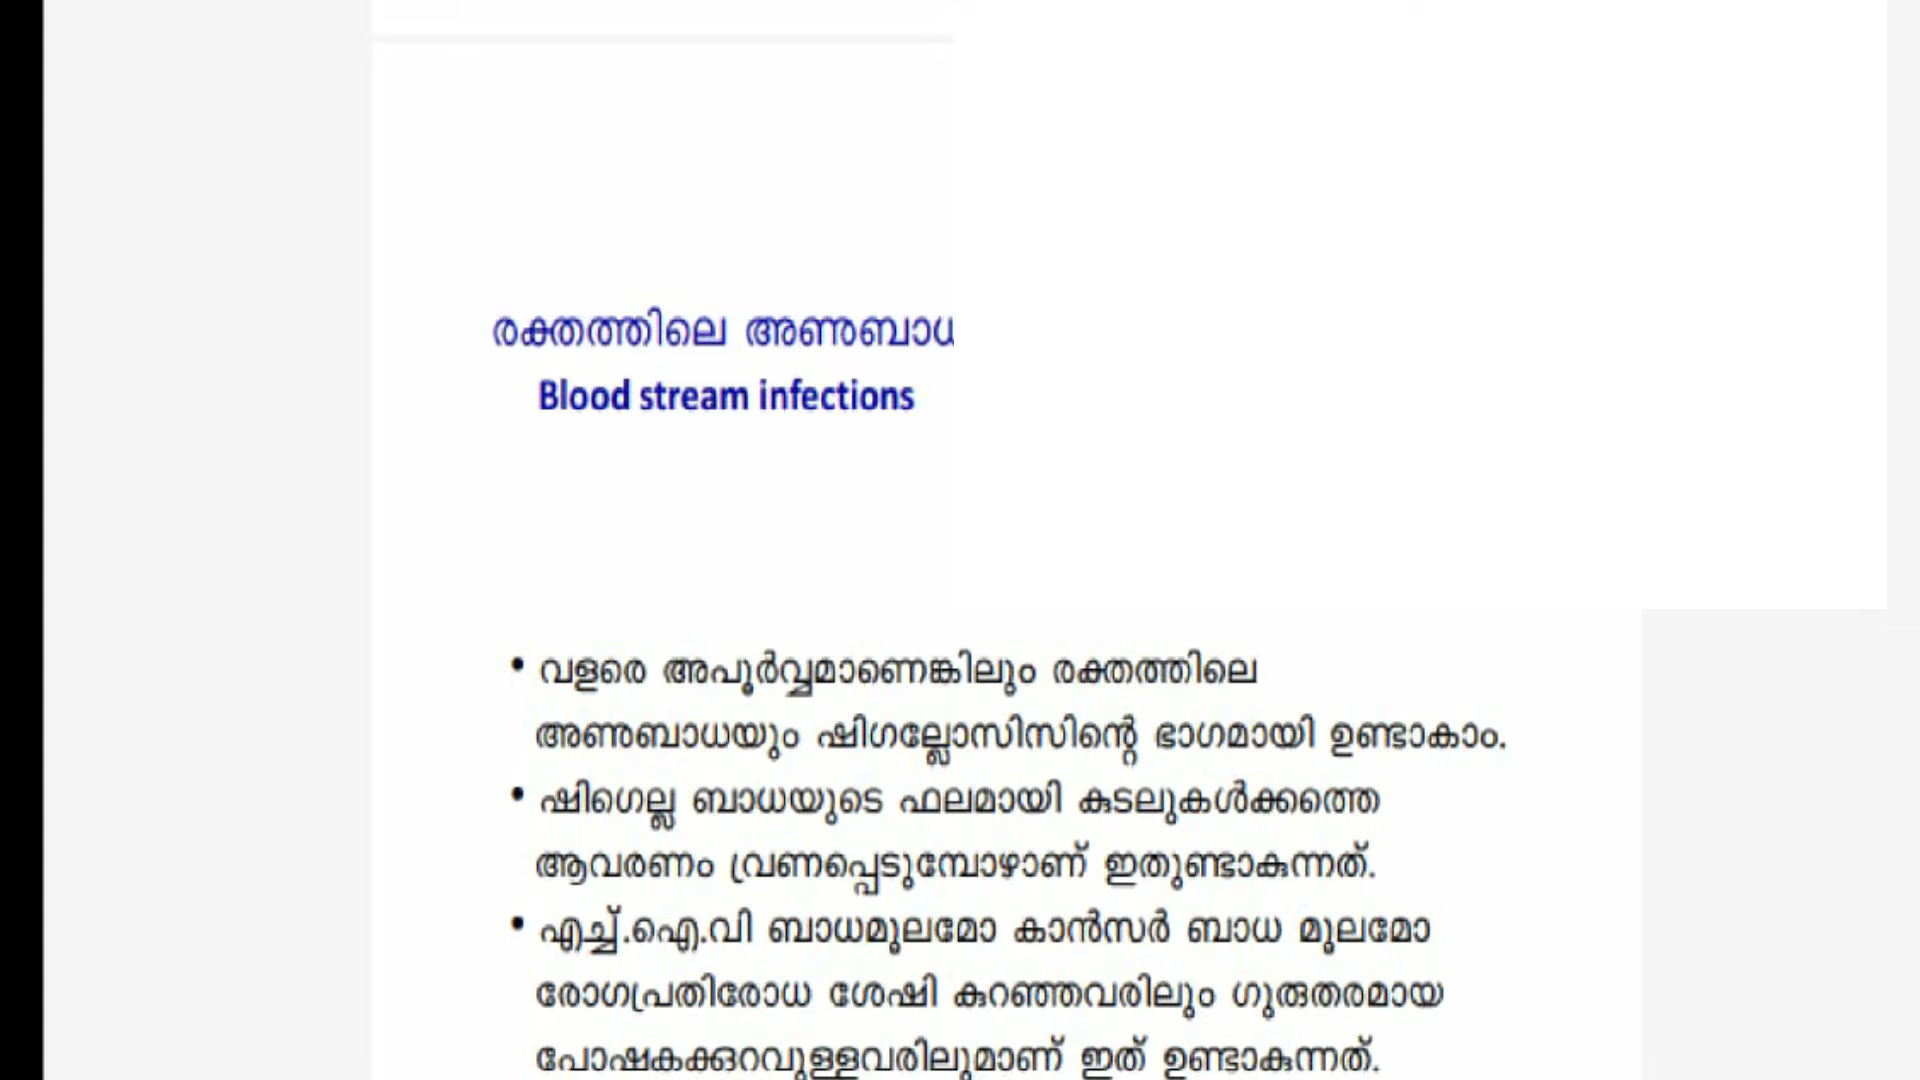 രക്തത്തിലെ അണുബാധ
Blood stream infections
• വളരെ അപൂർവ്വമാണെങ്കിലും രക്തത്തിലെ
അണുബാധയും ഷിഗല്ലോസിസിന്റെ ഭാഗമായി ഉണ്ടാകാം.
• ഷിഗെല്ല ബാധയുടെ ഫലമായി കുടലുകൾക്കത്തെ
ആവരണം വ്രണപ്പെടുമ്പോഴാണ് ഇതുണ്ടാകുന്നത്.
• എച്ച്.ഐ.വി ബാധമൂലമോ കാൻസർ ബാധ മൂലമോ
രോഗപ്രതിരോധ ശേഷി കുറഞ്ഞവരിലും ഗുരുതരമായ
പോഷകക്കുറവുള്ളവരിലുമാണ് ഇത് ഉണ്ടാകുന്നത്.